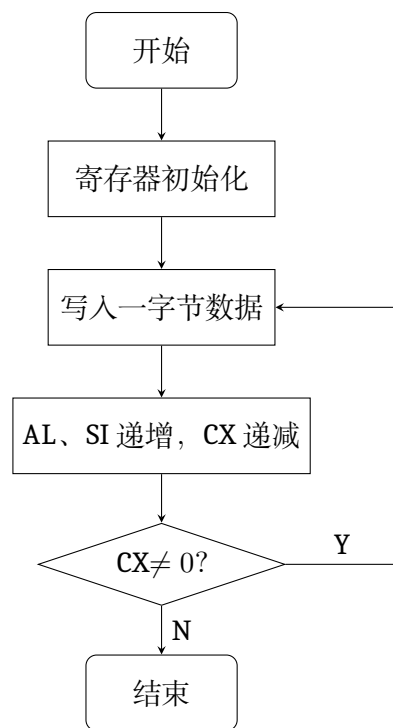 开始
寄存器初始化
写入一字节数据
AL、SI 递增，CX 递减
CX≠ 0?
Y
N
结束